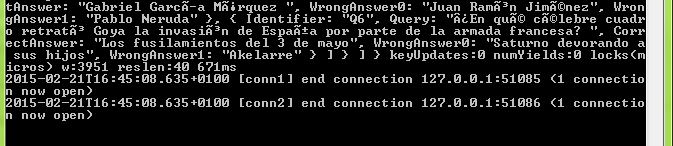 tAnswer: "Gabriel GarcÃ-a MÃ¡rquez ", WrongAnswer0: "Juan RamÃ³n JimÃ©nez", Wrong
Answer1: "Pablo Neruda" }, { Identifier: "Q6", Query: "Â¿En quÃ© cÃ©lebre cuadr
o retratÃ³ Goya la invasiÃ³n de EspaÃ±a por parte de la armada francesa? ", Cor
rectAnswer: "Los fusilamientos del 3 de mayo", WrongAnswer0: "Saturno devorando a
 sus hijos", WrongAnswer1: "Akelarre" } ] } ] } keyUpdates:0 numYields:0 locks(m
icros) w:3951 reslen:40 671ms
2015-02-21T16:45:08.635+0100 [conn1] end connection 127.0.0.1:51085 (1 connectio
n now open)
2015-02-21T16:45:08.635+0100 [conn2] end connection 127.0.0.1:51086 (1 connectio
n now open)